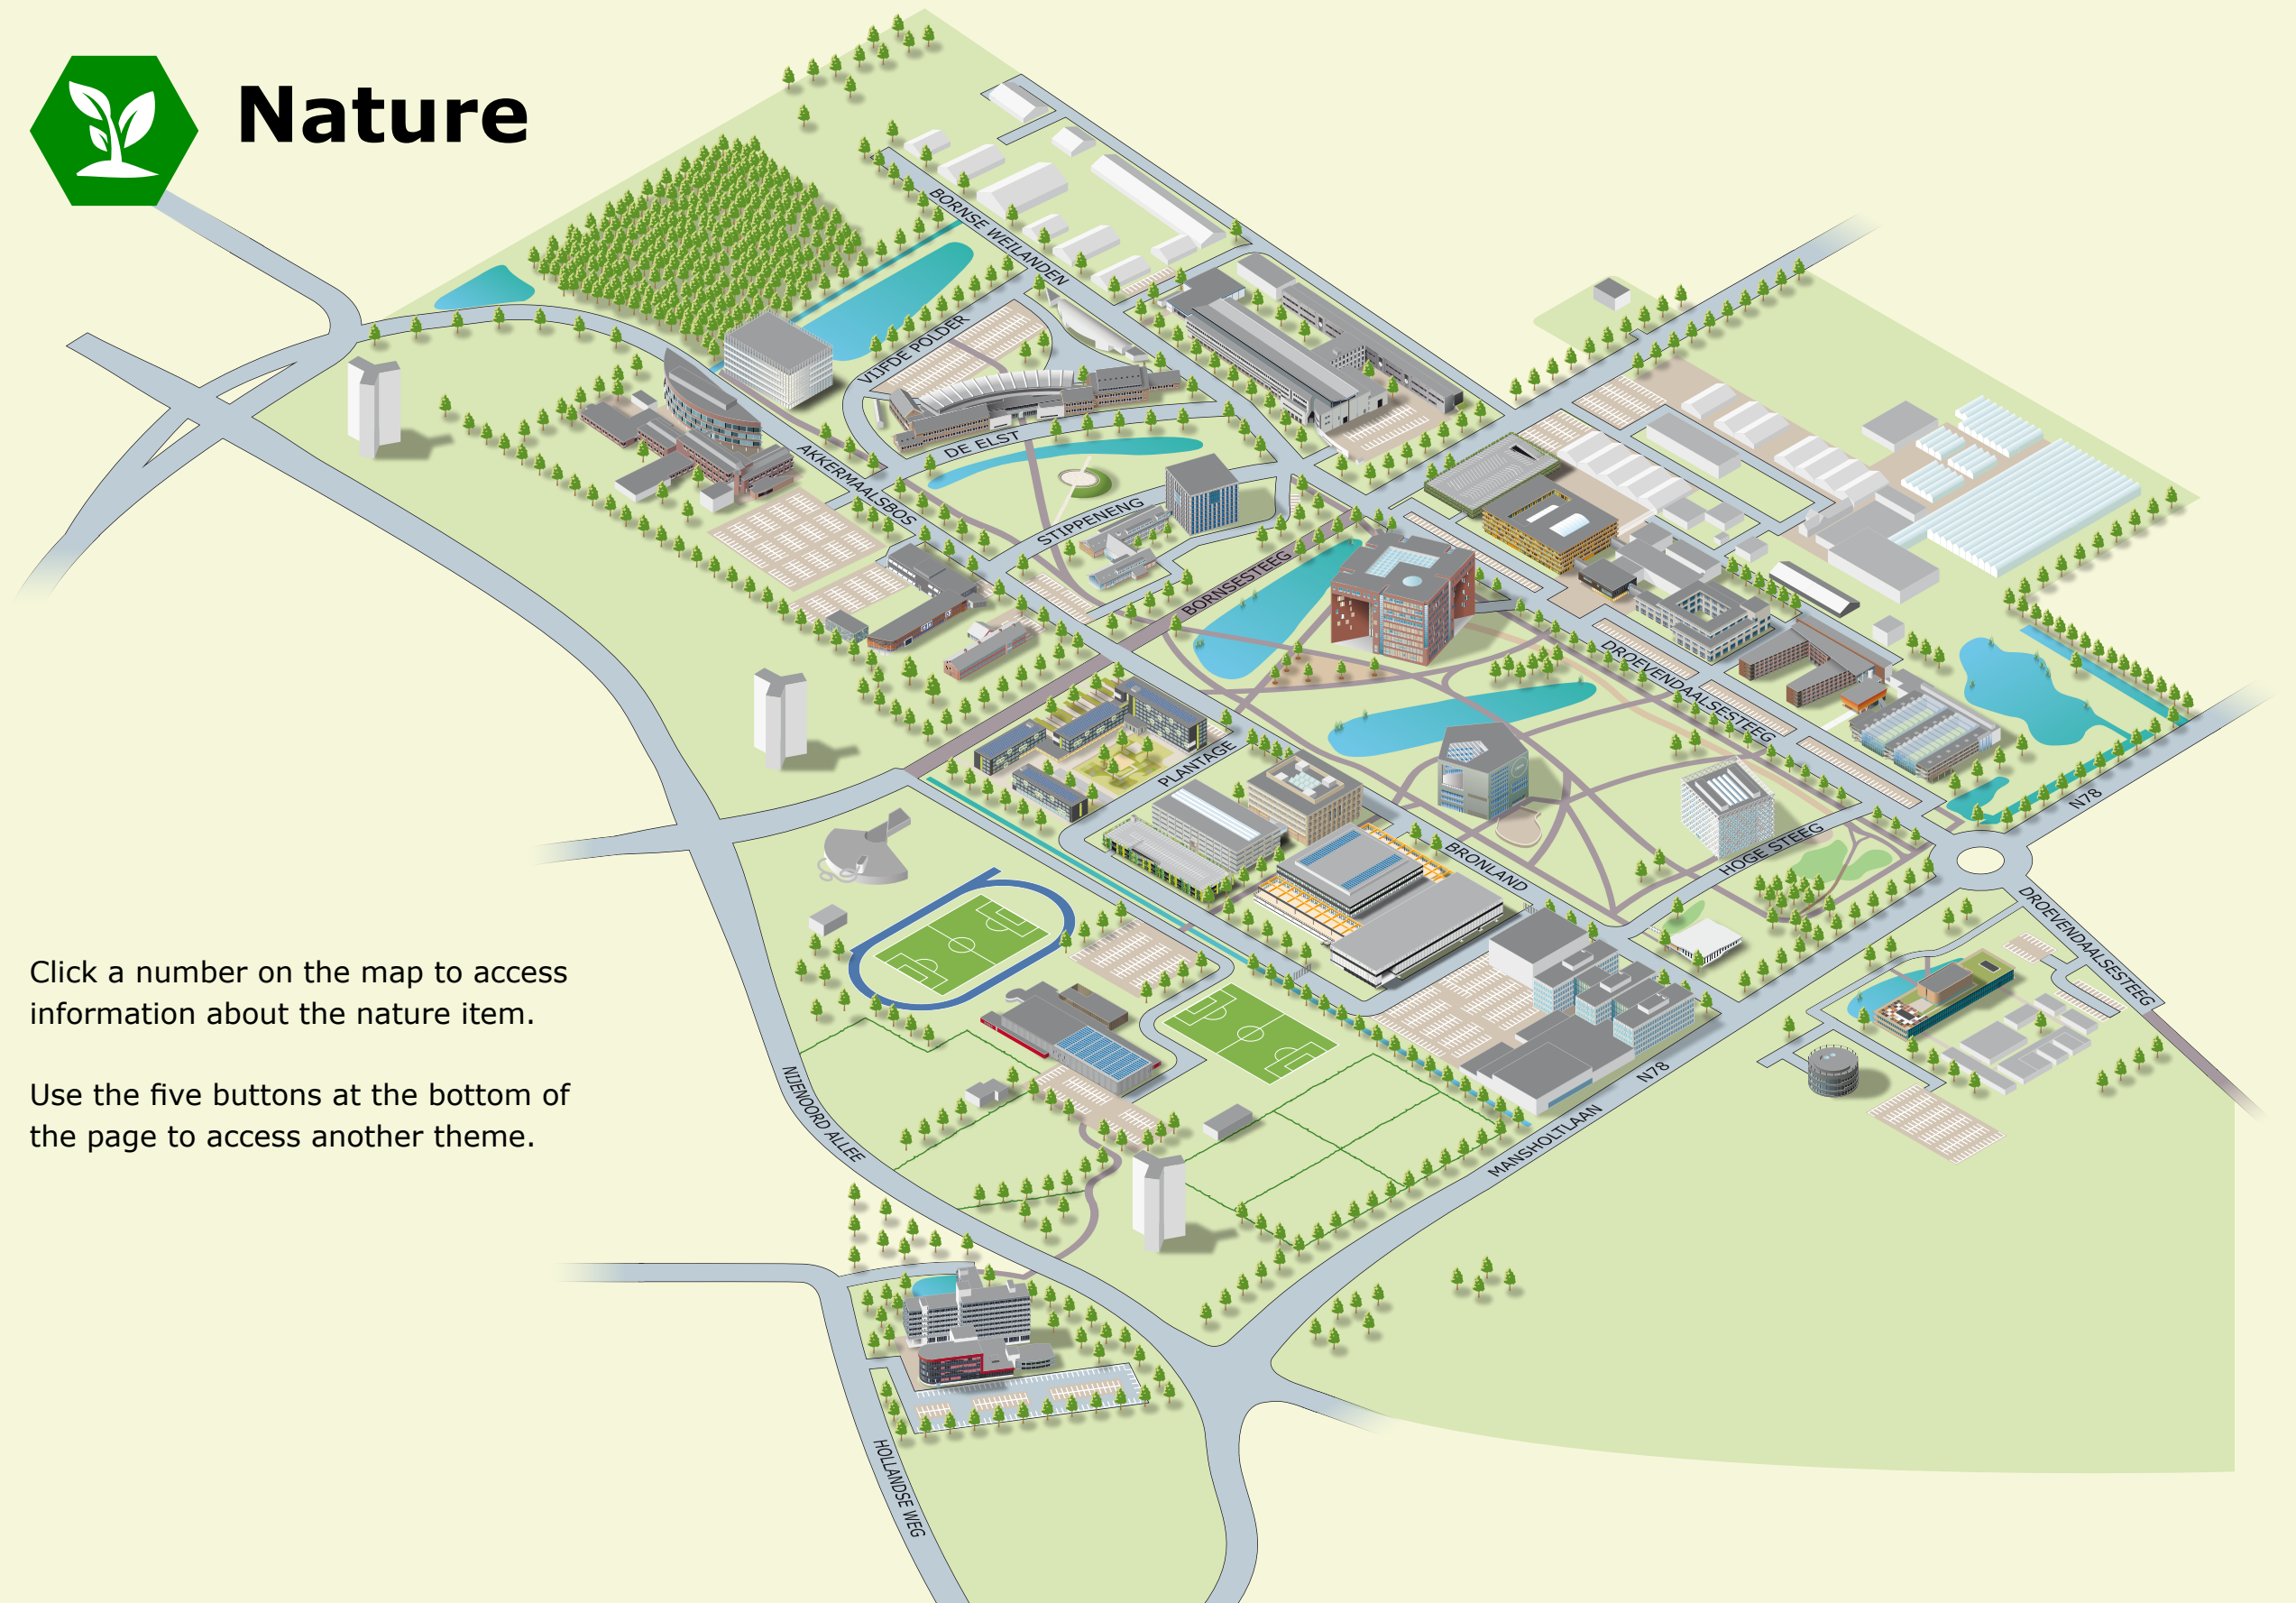 Nature
BORNSE WEILANDEN
VIJFDE POLDER
DE ELST
AKKERMAALSBOS
STIPPENENG
BORNSESTEEG
DROEVENDAALSESTEEG
PLANTAGE
N78
BRONLAND
HOGE STEEG
DROEVENDAALSESTEEG
Click a number on the map to access
information about the nature item.
Use the five buttons at the bottom of
the page to access another theme.
NIJENOORD ALLEE
N78
MANSHOLTLAAN
HOLLANDSE WEG